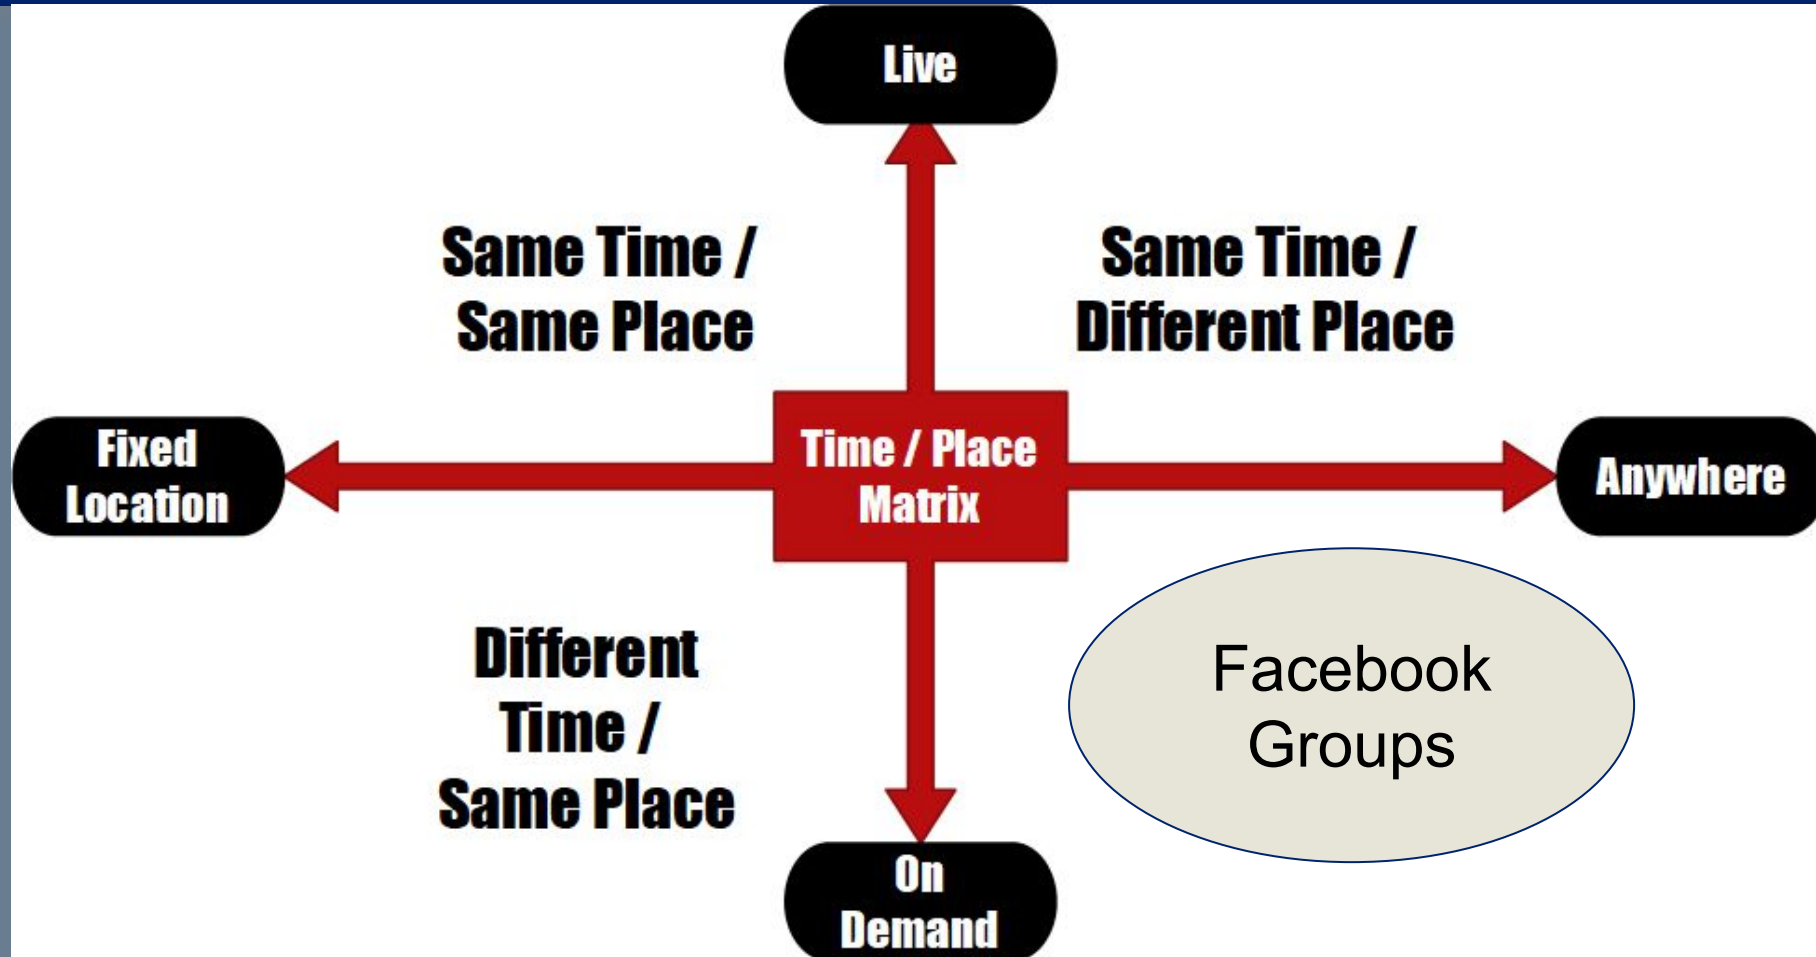 Live
Same Time /
Same Place
Same Time /
Different Place
Fixed
Location
Time / Place
Matrix
Anywhere
Different
Time /
Same Place
Facebook
Groups
On
Demand